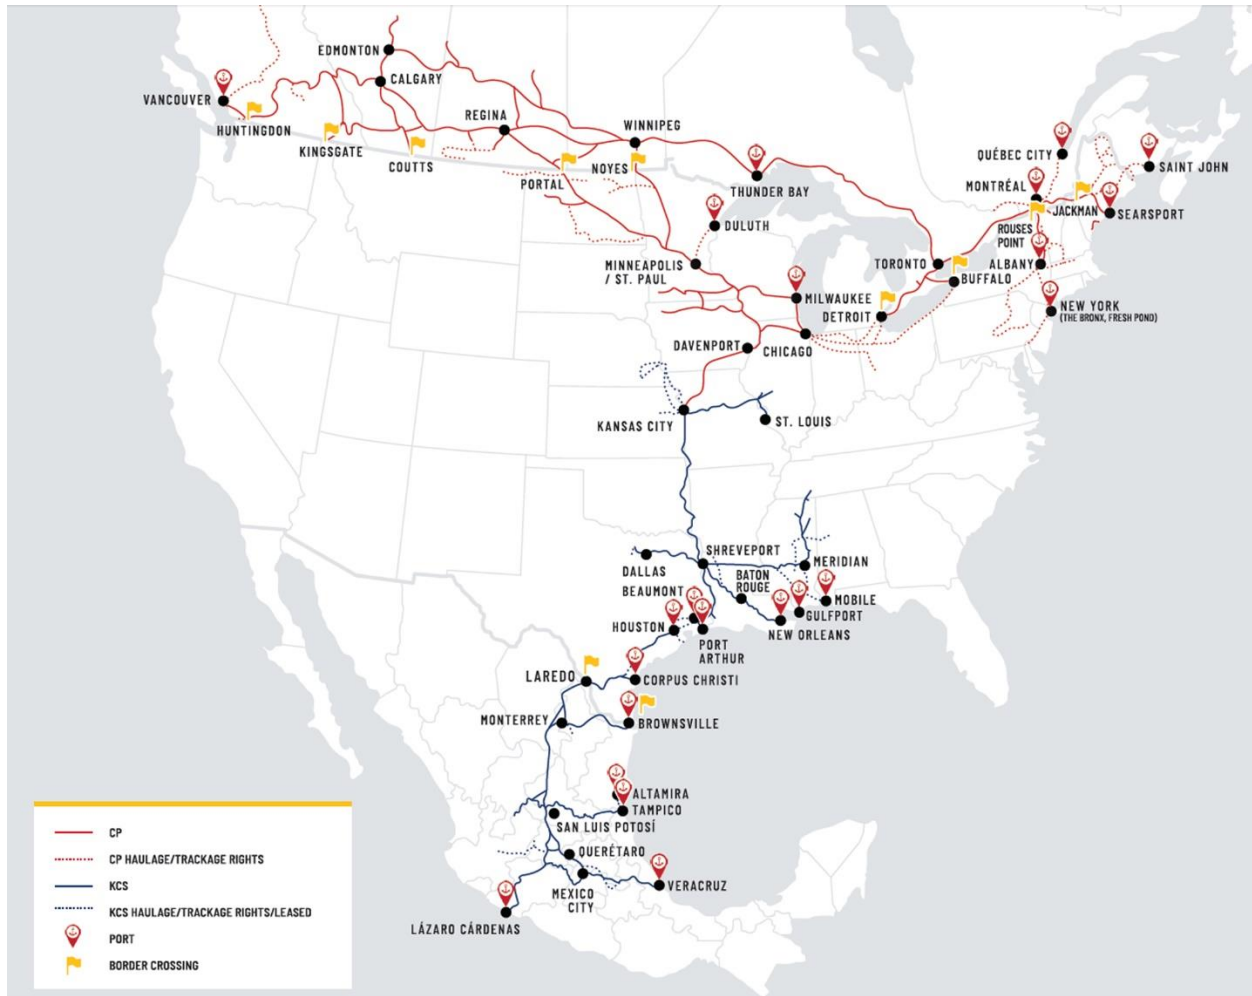 EDMONTON
CALGARY
VANCOUVER
HUNTINGDON
KINGSGATE
COUTTS
REGINA
WINNIPEG
PORTAL
NOYES
THUNDER BAY
DULUTH
QUÉBEC CITY
SAINT JOHN
MONTRÉAL
JACKMAN
SEARSPORT
ROUSES
POINT
MINNEAPOLIS
/ ST. PAUL
TORONTO
ALBANY
BUFFALO
MILWAUKEE
DETROIT
NEW YORK
(THE BRONX, FRESH POND)
DAVENPORT
CHICAGO
KANSAS CITY
ST. LOUIS
SHREVEPORT
MERIDIAN
DALLAS
BATON
ROUGE
BEAUMONT
MOBILE
GULFPORT
HOUSTON
NEW ORLEANS
PORT
ARTHUR
LAREDO
CORPUS CHRISTI
MONTERREY
BROWNSVILLE
ALTAMIRA
TAMPICO
SAN LUIS POTOSÍ
QUERÉTARO
MEXICO
CITY
VERACRUZ
LÁZARO CÁRDENAS
CP
CP HAULAGE/TRACKAGE RIGHTS
KCS
KCS HAULAGE/TRACKAGE RIGHTS/LEASED
PORT
BORDER CROSSING